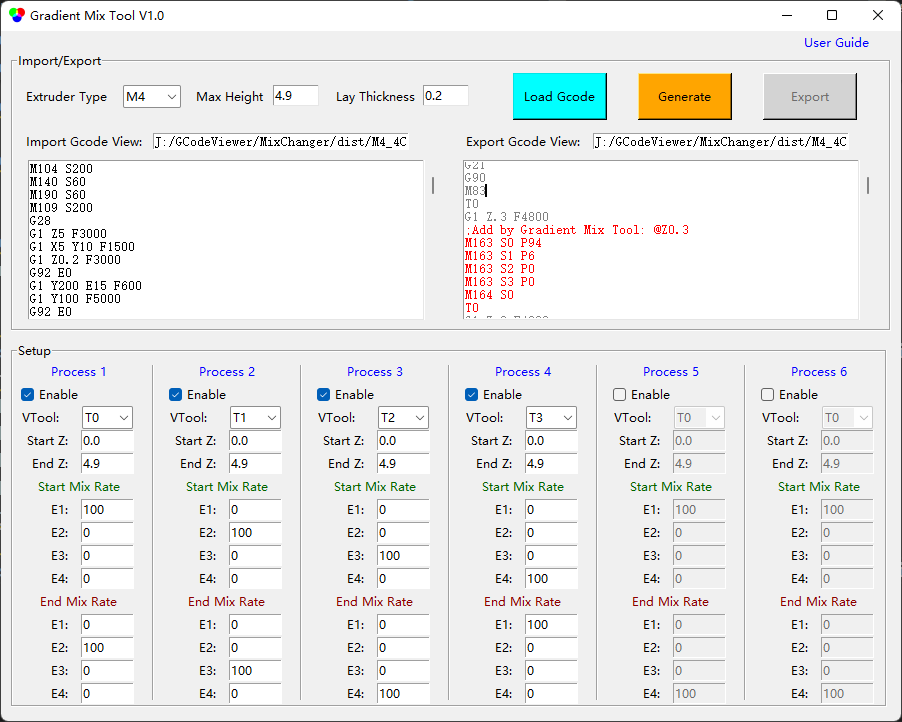 Gradient Mix Tool V1.0
User Guide
Import/Export
Extruder Type M4 Max Height 4.9 Lay Thickness 0.2 Load Gcode Generate Export
Import Gcode View: J:/GCodeViewer/MixChanger/dist/M4_4C Export Gcode View: J:/GCodeViewer/MixChanger/dist/M4_4C
M104 S200
M140 S60
M190 S60
M109 S200
G28
G1 Z5 F3000
G1 X5 Y10 F1500
G1 Z0.2 F3000
G92 E0
G1 Y200 E15 F600
G1 Y100 F5000
G92 E0
G21
G90
M83
T0
G1 Z.3 F4800
;Add by Gradient Mix Tool: @Z0.3
M163 S0 P94
M163 S1 P6
M163 S2 P0
M163 S3 P0
M164 S0
T0
Setup
Process 1 Process 2 Process 3 Process 4 Process 5 Process 6
Enable Enable Enable Enable Enable Enable
VTool: T0 VTool: T1 VTool: T2 VTool: T3 VTool: T0 VTool: T0
Start Z: 0.0 Start Z: 0.0 Start Z: 0.0 Start Z: 0.0 Start Z: 0.0 Start Z: 0.0
End Z: 4.9 End Z: 4.9 End Z: 4.9 End Z: 4.9 End Z: 4.9 End Z: 4.9
Start Mix Rate Start Mix Rate Start Mix Rate Start Mix Rate Start Mix Rate Start Mix Rate
E1: 100 E1: 0 E1: 0 E1: 0 E1: 100 E1: 100
E2: 0 E2: 100 E2: 0 E2: 0 E2: 0 E2: 0
E3: 0 E3: 0 E3: 100 E3: 0 E3: 0 E3: 0
E4: 0 E4: 0 E4: 0 E4: 100 E4: 0 E4: 0
End Mix Rate End Mix Rate End Mix Rate End Mix Rate End Mix Rate End Mix Rate
E1: 0 E1: 0 E1: 0 E1: 100 E1: 0 E1: 0
E2: 100 E2: 0 E2: 0 E2: 0 E2: 0 E2: 0
E3: 0 E3: 100 E3: 0 E3: 0 E3: 0 E3: 0
E4: 0 E4: 0 E4: 100 E4: 0 E4: 100 E4: 100